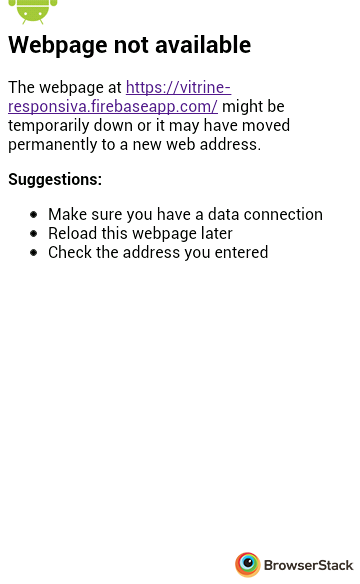 Webpage not available
The webpage at https://vitrine-
responsiva.firebaseapp.com/ might be
temporarily down or it may have moved
permanently to a new web address.
Suggestions:
Make sure you have a data connection
Reload this webpage later
Check the address you entered
BrowserStack